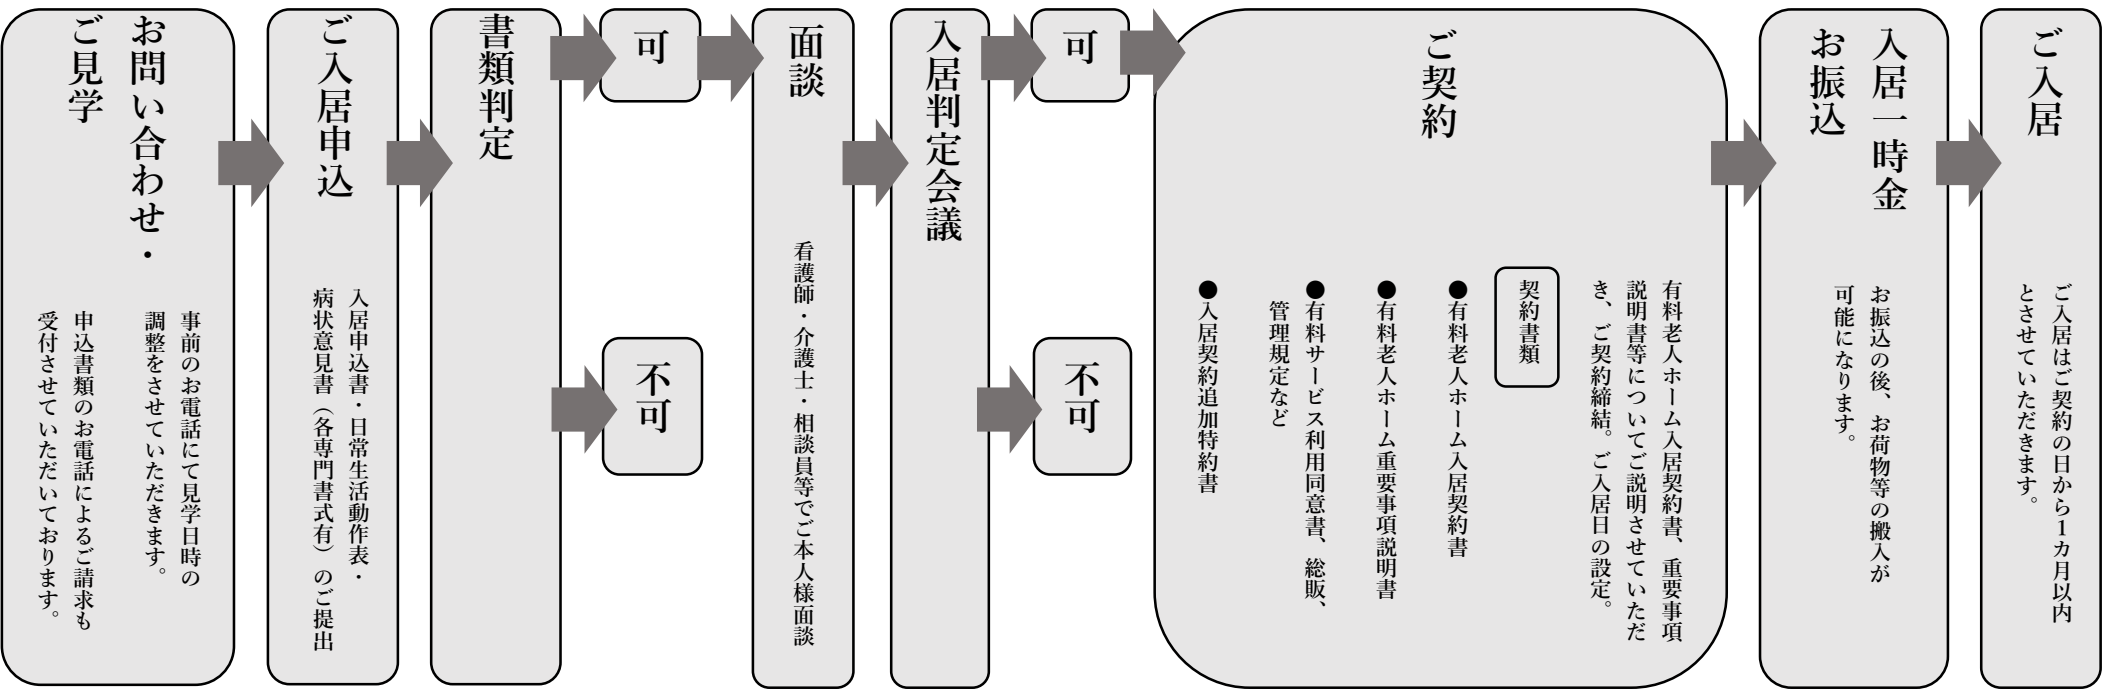 お問い合わせ・
ご見学
事前のお電話にて見学日時の
調整をさせていただきます。
申込書類のお電話によるご請求も
受付させていただいております。
ご入居申込
入居申込書・日常生活動作表・
病状意見書（各専門書式有）のご提出
書類判定
可
不可
面談
看護師・介護士・相談員等でご本人様面談
入居判定会議
可
不可
ご契約
有料老人ホーム入居契約書、重要事項
説明書等についてご説明させていただ
き、ご契約締結。ご入居日の設定。
契約書類
●有料老人ホーム入居契約書
●有料老人ホーム重要事項説明書
●有料サービス利用同意書、総販、
管理規定など
●入居契約追加特約書
入居一時金
お振込
お振込の後、お荷物等の搬入が
可能になります。
ご入居
ご入居はご契約の日から1カ月以内
とさせていただきます。